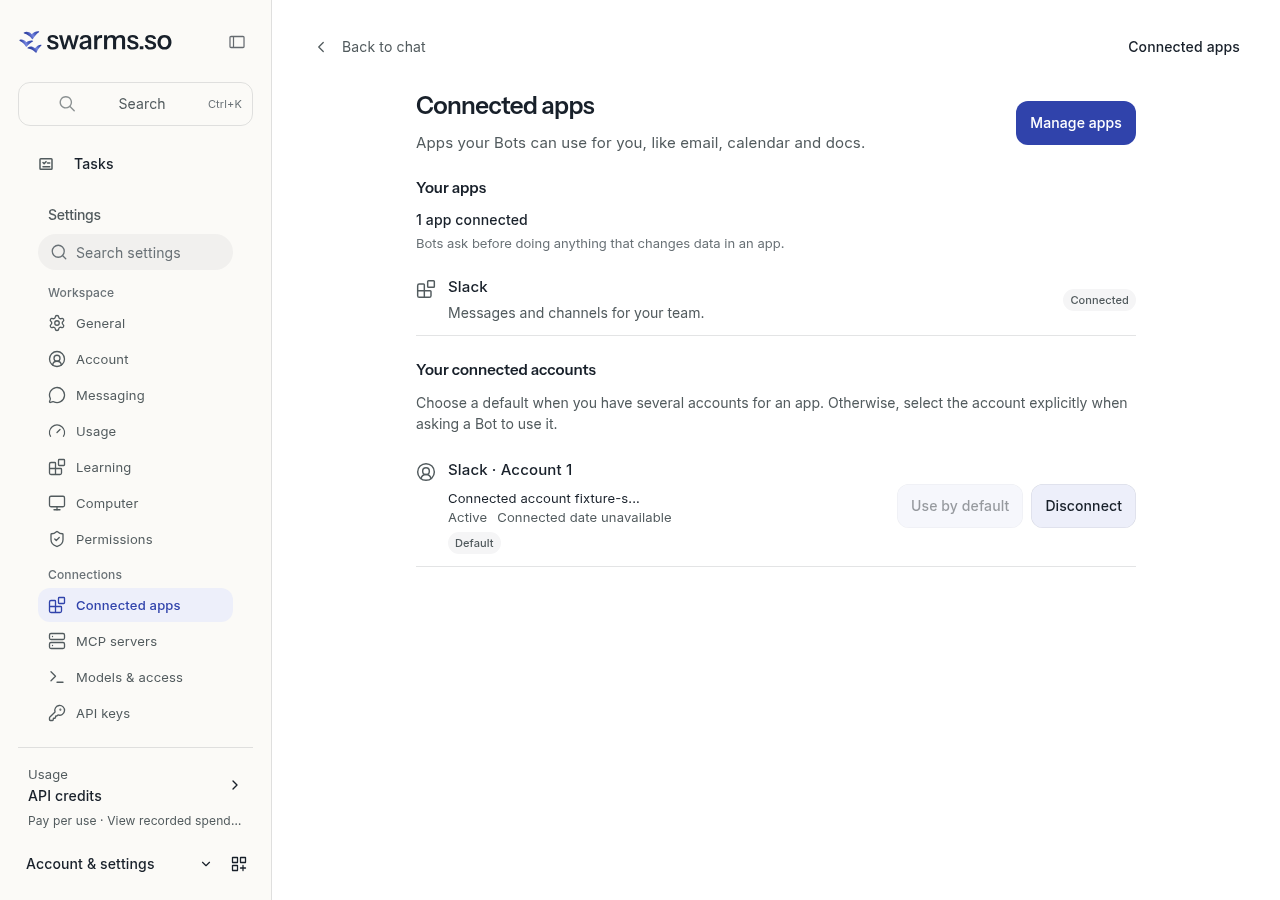 swarms.so
Search
Ctrl+K
Tasks
Settings
Search settings
Workspace
General
Account
Messaging
Usage
Learning
Computer
Permissions
Connections
Connected apps
MCP servers
Models & access
API keys
Usage
API credits
Pay per use · View recorded spend...
Account & settings
Back to chat
Connected apps
Connected apps
Apps your Bots can use for you, like email, calendar and docs.
Manage apps
Your apps
1 app connected
Bots ask before doing anything that changes data in an app.
Slack
Messages and channels for your team.
Connected
Your connected accounts
Choose a default when you have several accounts for an app. Otherwise, select the account explicitly when
asking a Bot to use it.
Slack · Account 1
Connected account fixture-s...
Active Connected date unavailable
Default
Use by default
Disconnect